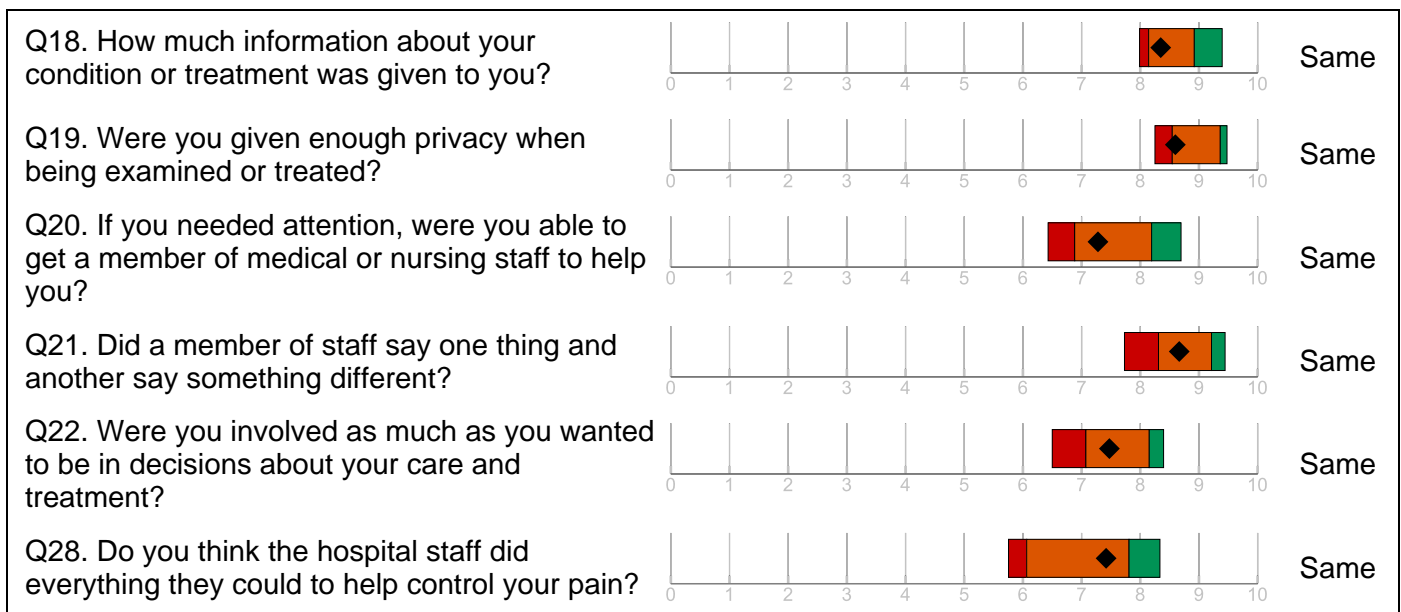 Q18. How much information about your
condition or treatment was given to you?
Same
0 1 2 3 4 5 6 7 8 9 10
Q19. Were you given enough privacy when
being examined or treated?
Same
0 1 2 3 4 5 6 7 8 9 10
Q20. If you needed attention, were you able to
get a member of medical or nursing staff to help
you?
Same
0 1 2 3 4 5 6 7 8 9 10
Q21. Did a member of staff say one thing and
another say something different?
Same
0 1 2 3 4 5 6 7 8 9 10
Q22. Were you involved as much as you wanted
to be in decisions about your care and
treatment?
Same
0 1 2 3 4 5 6 7 8 9 10
Q28. Do you think the hospital staff did
everything they could to help control your pain?
Same
0 1 2 3 4 5 6 7 8 9 10